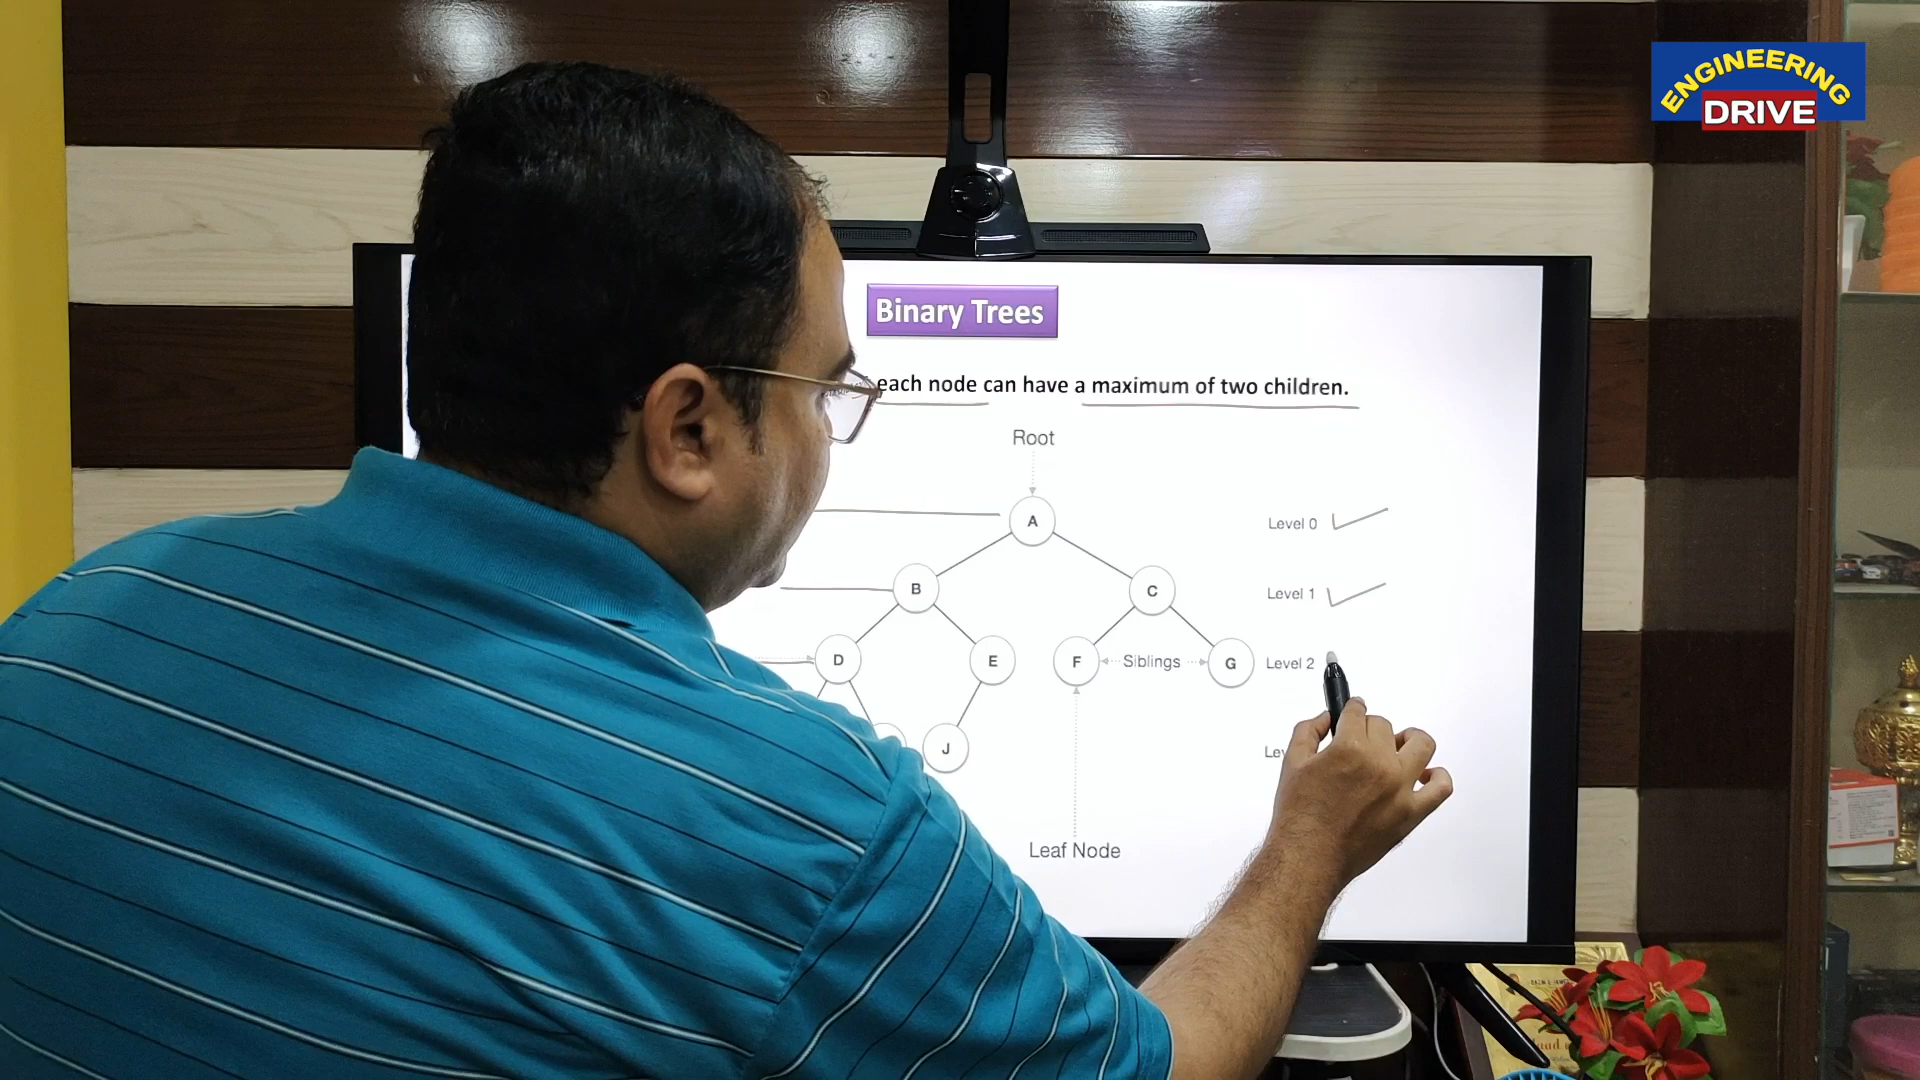 ENGINEERING
DRIVE
Binary Trees
each node can have a maximum of two children.
Root
A
Level 0
B
C
Level 1
D
E
F
Siblings
G
Level 2
J
Leaf Node